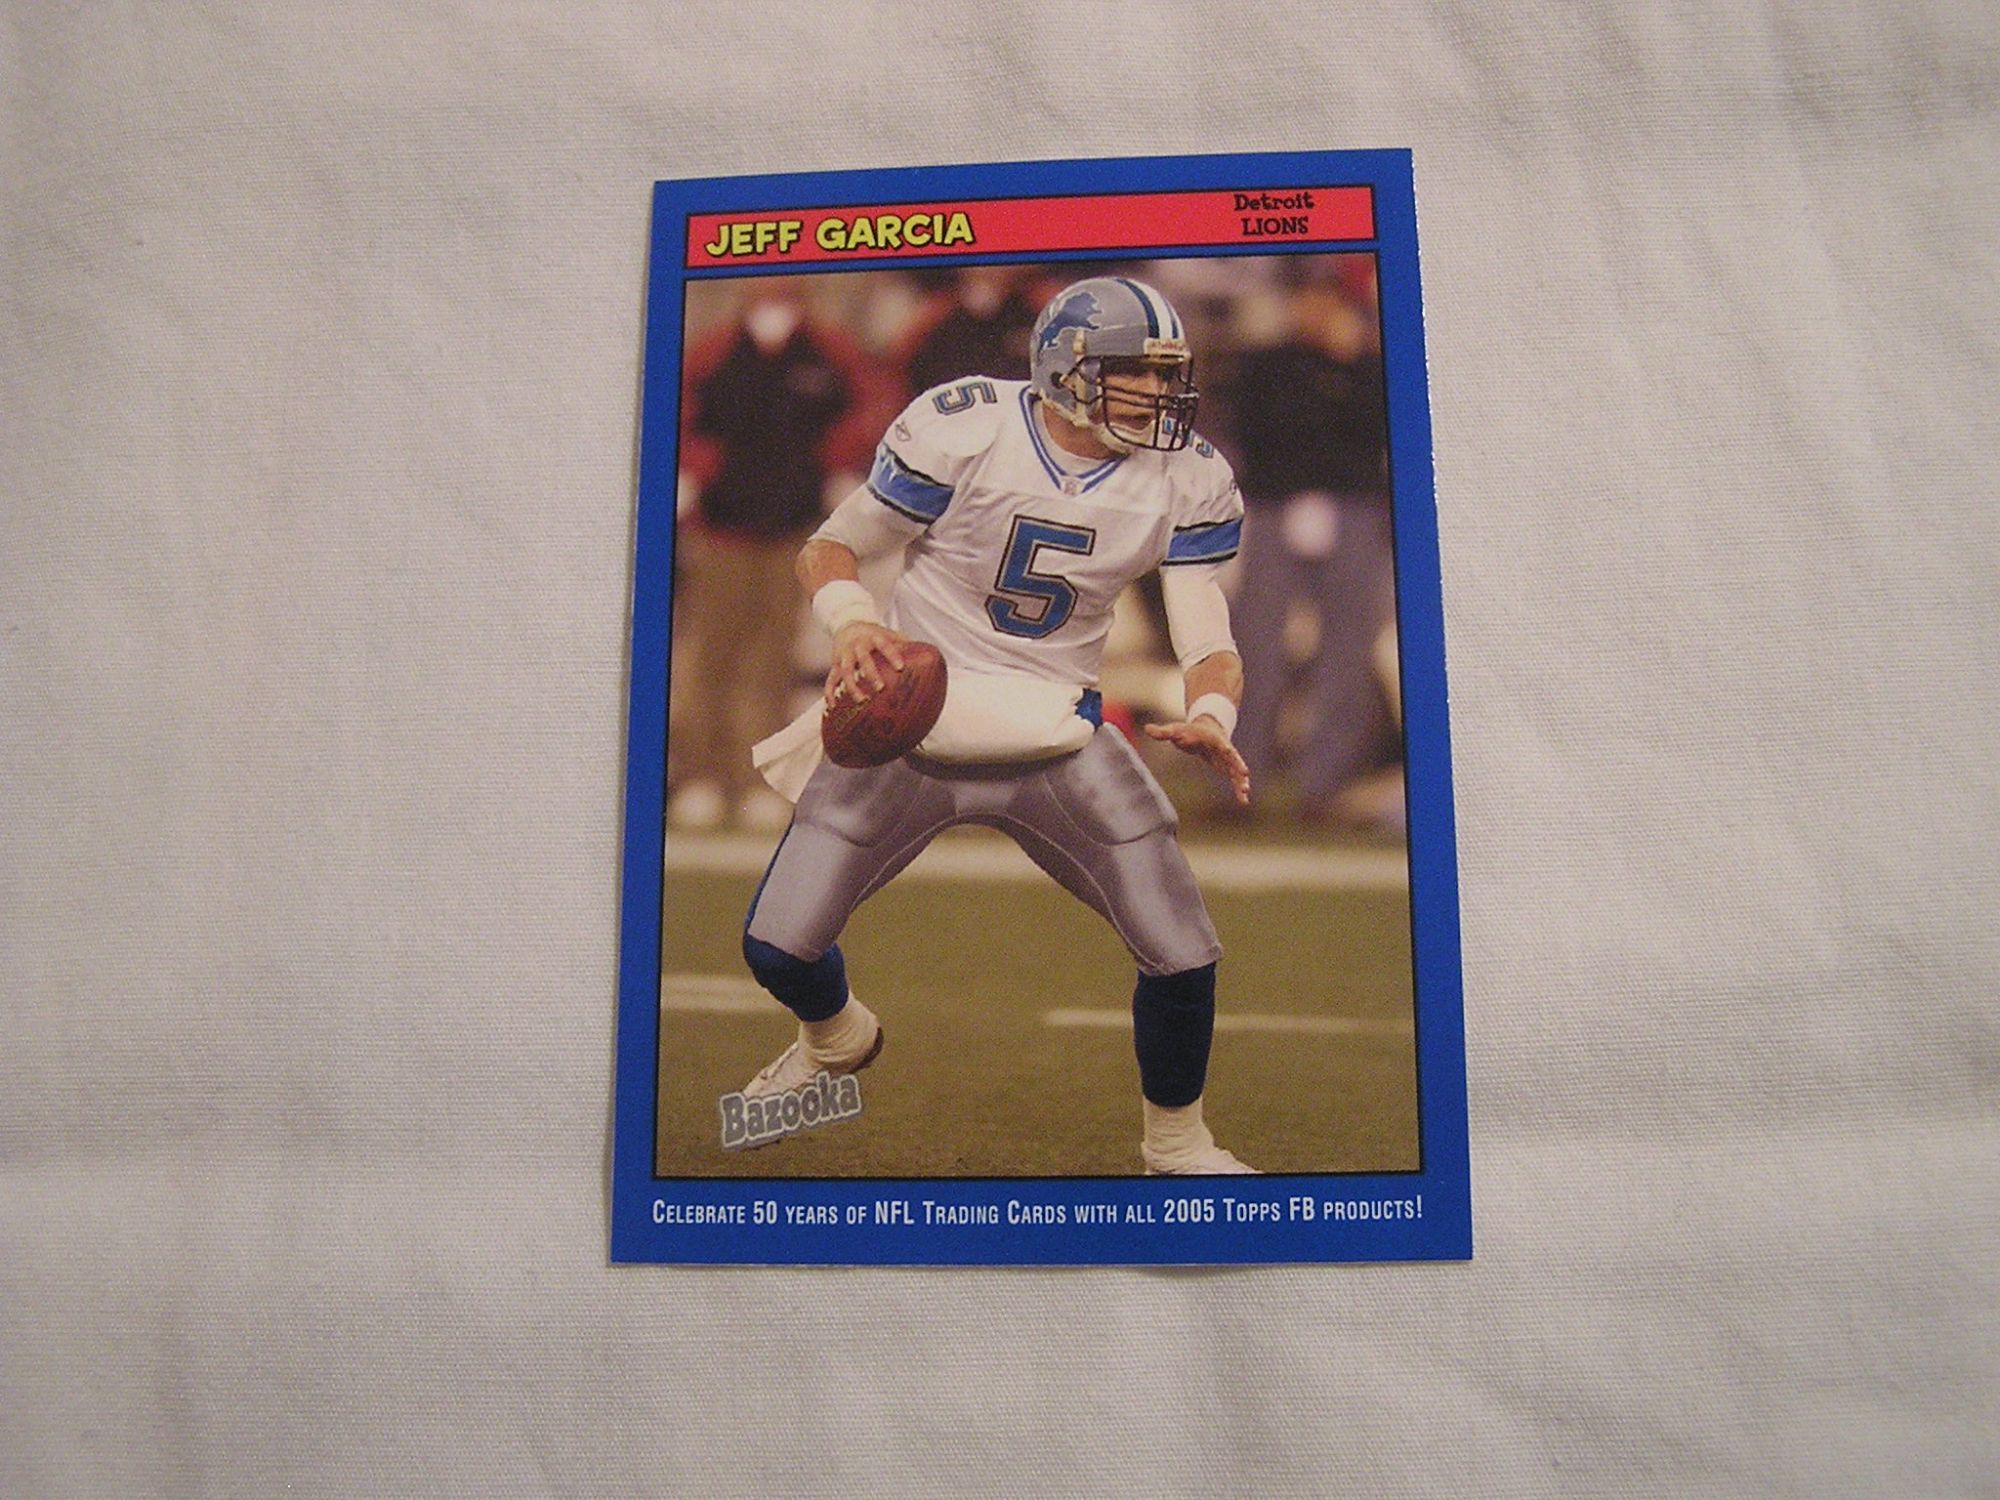 JEFF GARCIA
Detroit
LIONS
5
5
5
Bazooka
CELEBRATE 50 YEARS OF NFL TRADING CARDS WITH ALL 2005 TOPPS FB PRODUCTS!